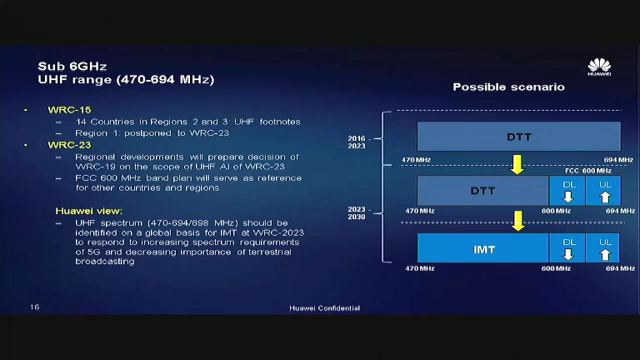 Sub 6GHz
UHF range (470-694 MHz)
HUAWEI
Possible scenario
• WRC-15
– 14 Countries in Regions 2 and 3: UHF footnotes
– Region 1: postponed to WRC-23
• WRC-23
– Regional developments will prepare decision of
WRC-19 on the scope of UHF AI of WRC-23
– FCC 600 MHz band plan will serve as reference
for other countries and regions
Huawei view:
– UHF spectrum (470-694/698 MHz) should be
identified on a global basis for IMT at WRC-2023
to respond to increasing spectrum requirements
of 5G and decreasing importance of terrestrial
broadcasting
2016 -
2023
DTT
470 MHz 694 MHz
FCC 600 MHz
DTT DL UL
470 MHz 600 MHz 694 MHz
2023 -
2030
IMT DL UL
470 MHz 600 MHz 694 MHz
16
Huawei Confidential